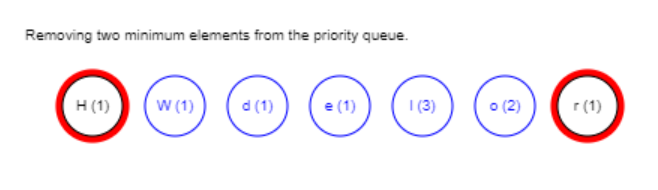 Removing two minimum elements from the priority queue.
H (1) W (1) d (1) e (1) l (3) o (2) r (1)